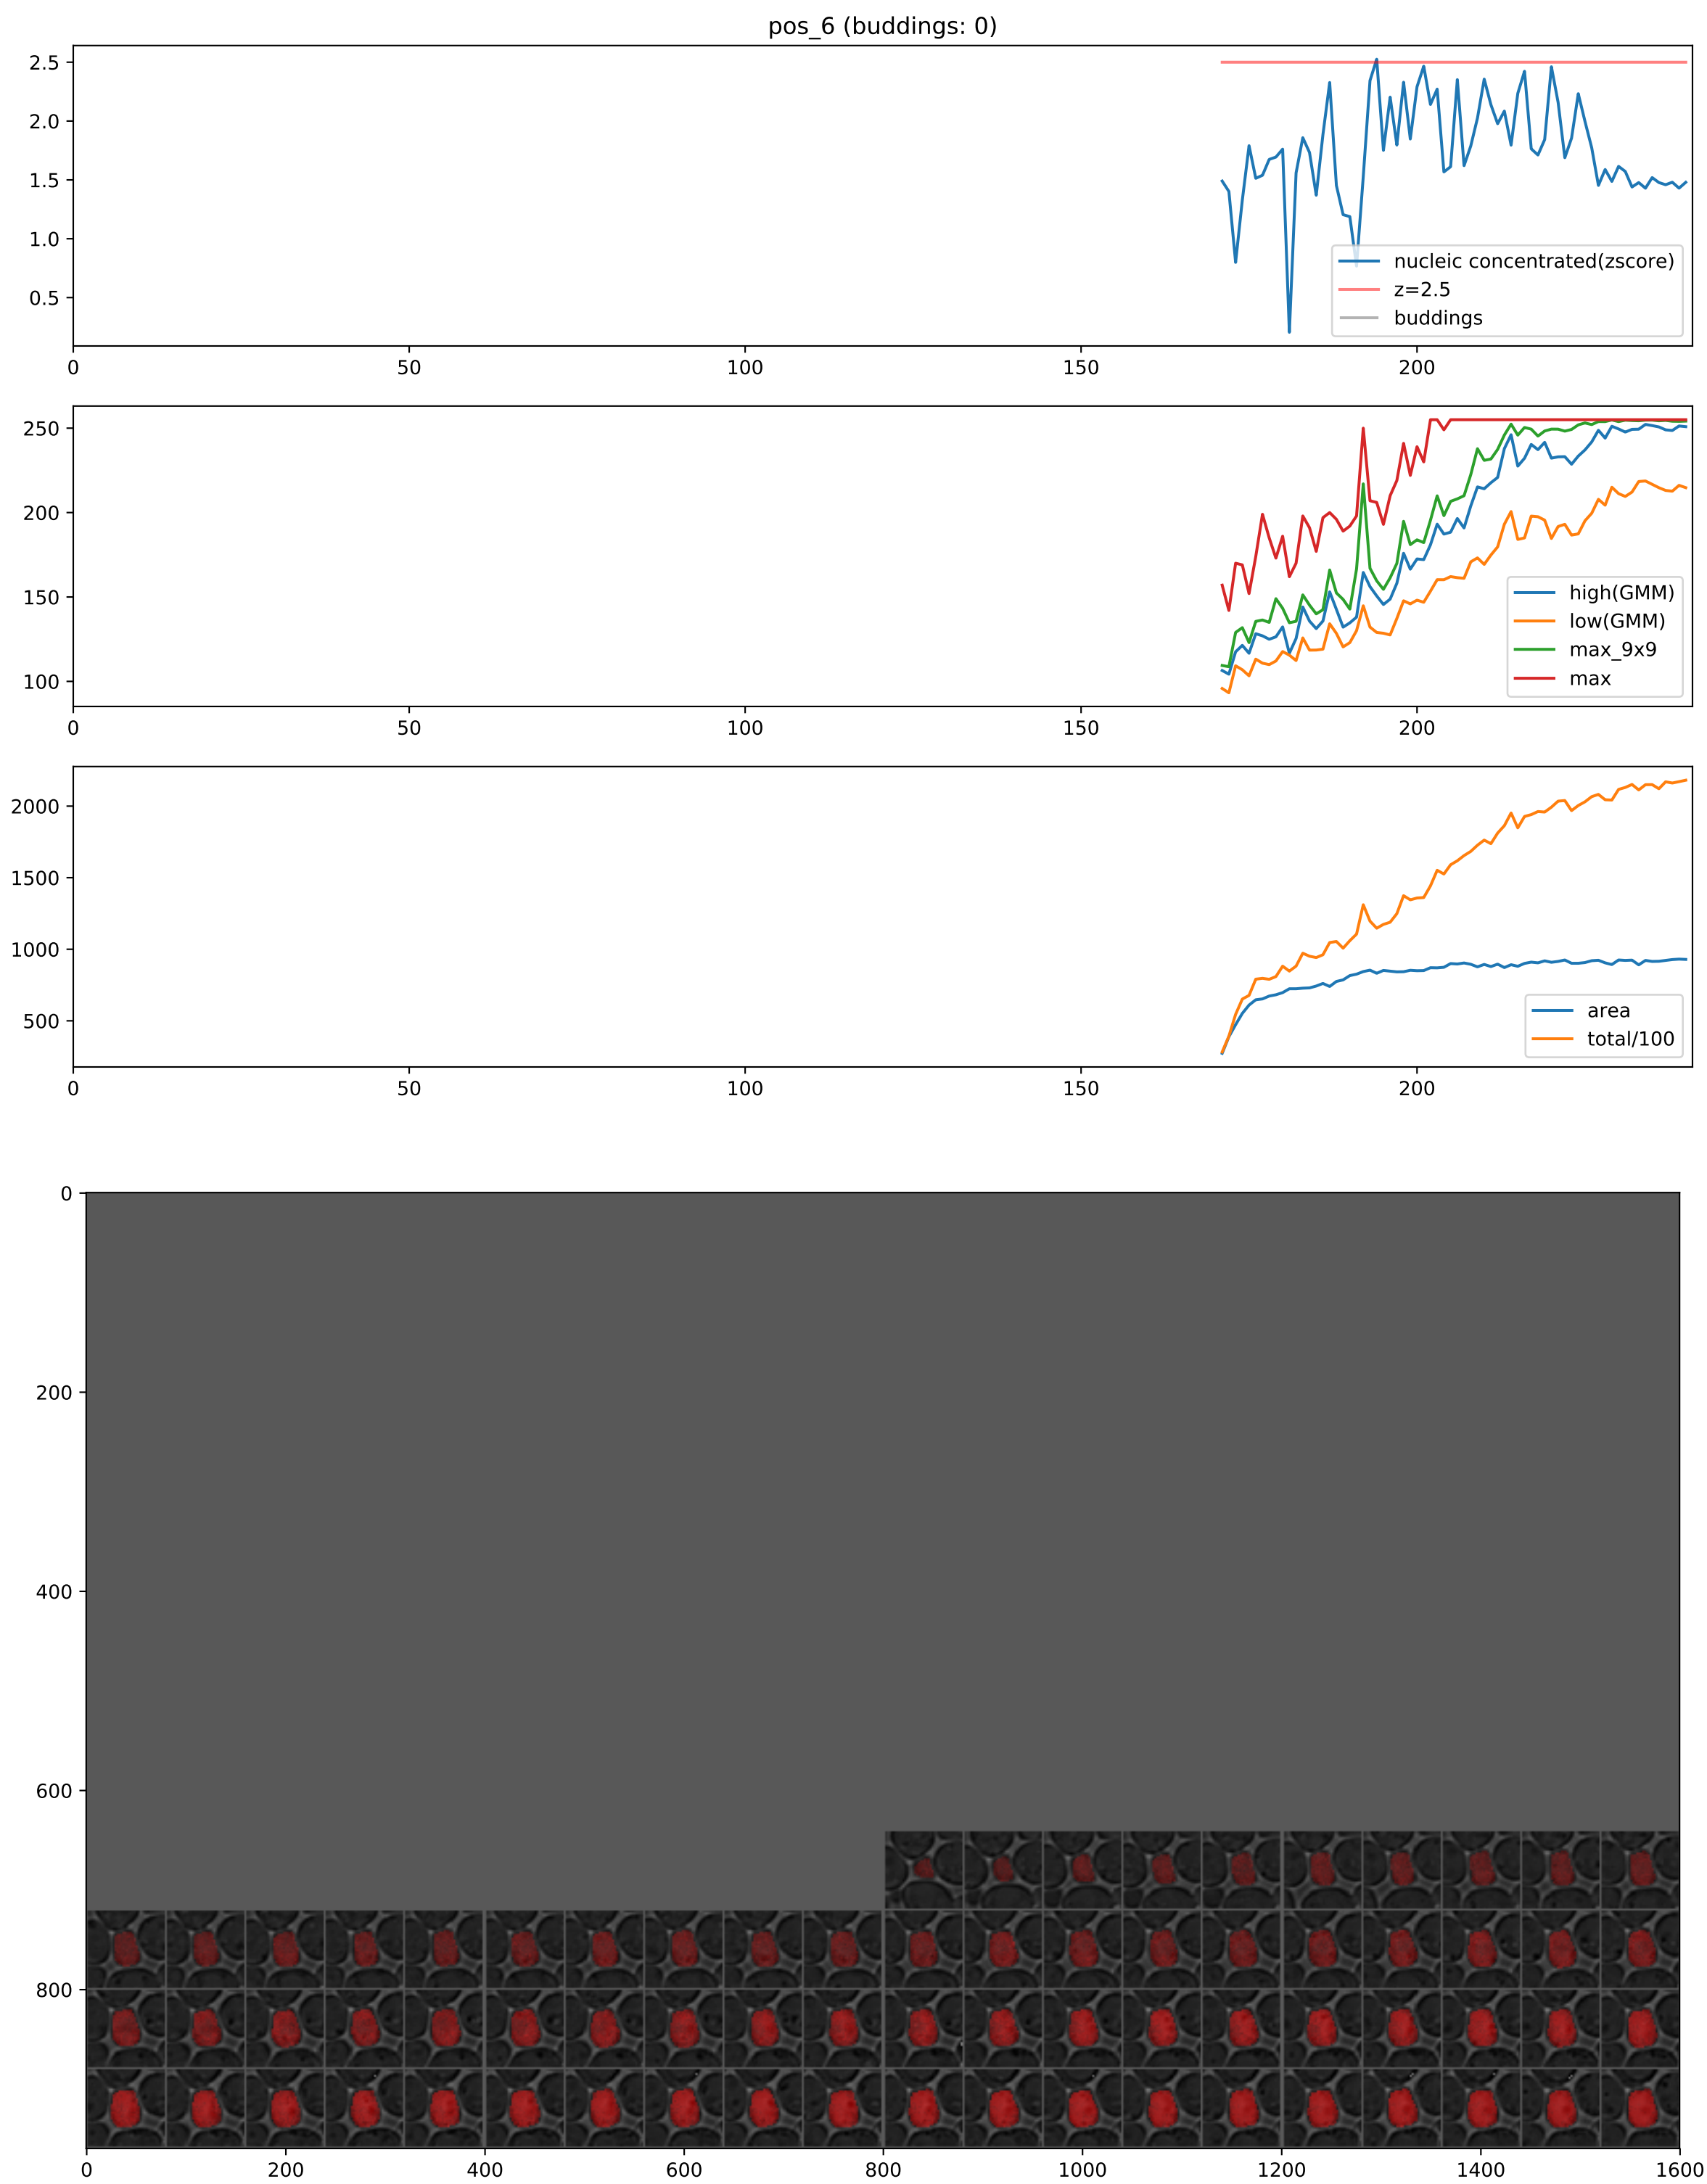 pos_6 (buddings: 0)
2.5
2.0
1.5
1.0
0.5
nucleic concentrated(zscore)
z=2.5
buddings
0 50 100 150 200
250
200
150
100
high(GMM)
low(GMM)
max_9x9
max
0 50 100 150 200
2000
1500
1000
500
area
total/100
0 50 100 150 200
0
200
400
600
800
0 200 400 600 800 1000 1200 1400 1600